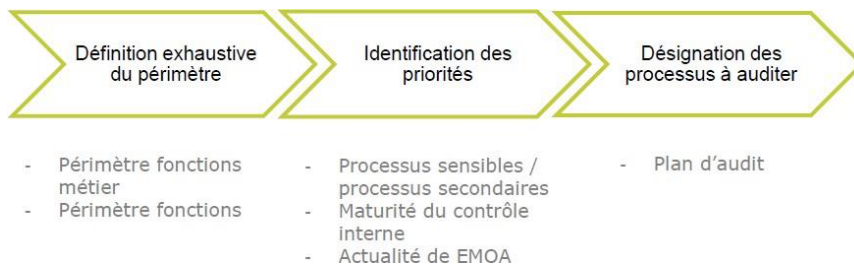 Définition exhaustive
du périmètre
Identification des
priorités
Désignation des
processus à auditer
- Périmètre fonctions
métier
- Périmètre fonctions
- Processus sensibles /
processus secondaires
- Maturité du contrôle
interne
- Actualité de EMOA
- Plan d'audit